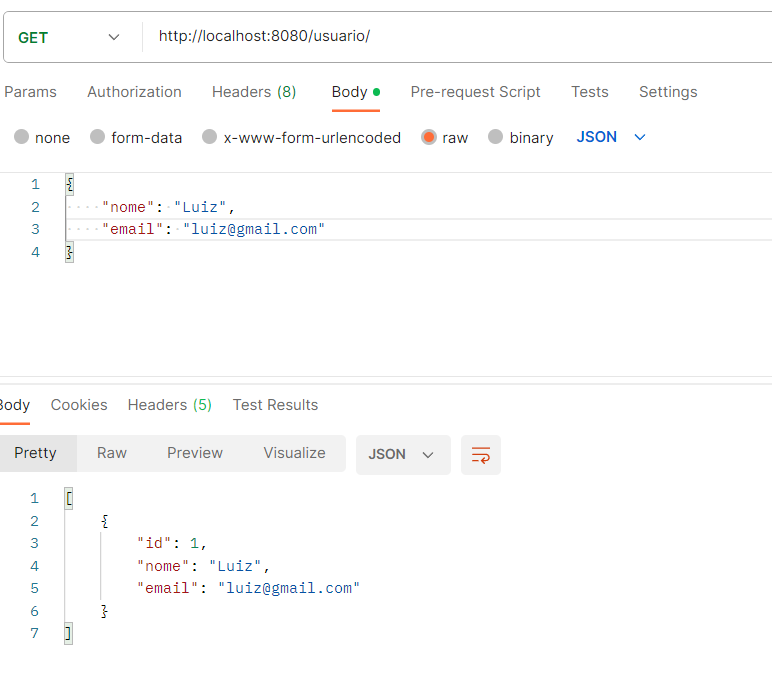 GET http://localhost:8080/usuario/
Params Authorization Headers (8) Body Pre-request Script Tests Settings
none form-data x-www-form-urlencoded raw binary JSON
1 {
2 "nome": "Luiz",
3 "email": "luiz@gmail.com"
4 }
Body Cookies Headers (5) Test Results
Pretty Raw Preview Visualize JSON
1 [
2 {
3 "id": 1,
4 "nome": "Luiz",
5 "email": "luiz@gmail.com"
6 }
7 ]